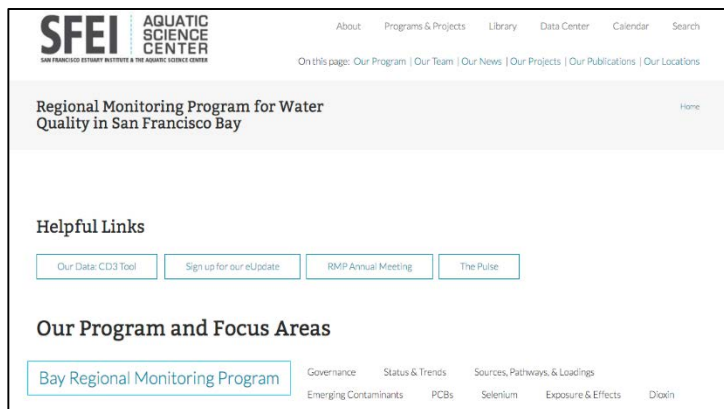 SFEI AQUATIC SCIENCE CENTER
SAN FRANCISCO ESTUARY INSTITUTE & THE AQUATIC SCIENCE CENTER
About Programs & Projects Library Data Center Calendar Search
On this page: Our Program | Our Team | Our News | Our Projects | Our Publications | Our Locations
Regional Monitoring Program for Water
Quality in San Francisco Bay
Home
Helpful Links
Our Data: CD3 Tool Sign up for our eUpdate RMP Annual Meeting The Pulse
Our Program and Focus Areas
Bay Regional Monitoring Program
Governance Status & Trends Sources, Pathways, & Loadings
Emerging Contaminants PCBs Selenium Exposure & Effects Dioxin